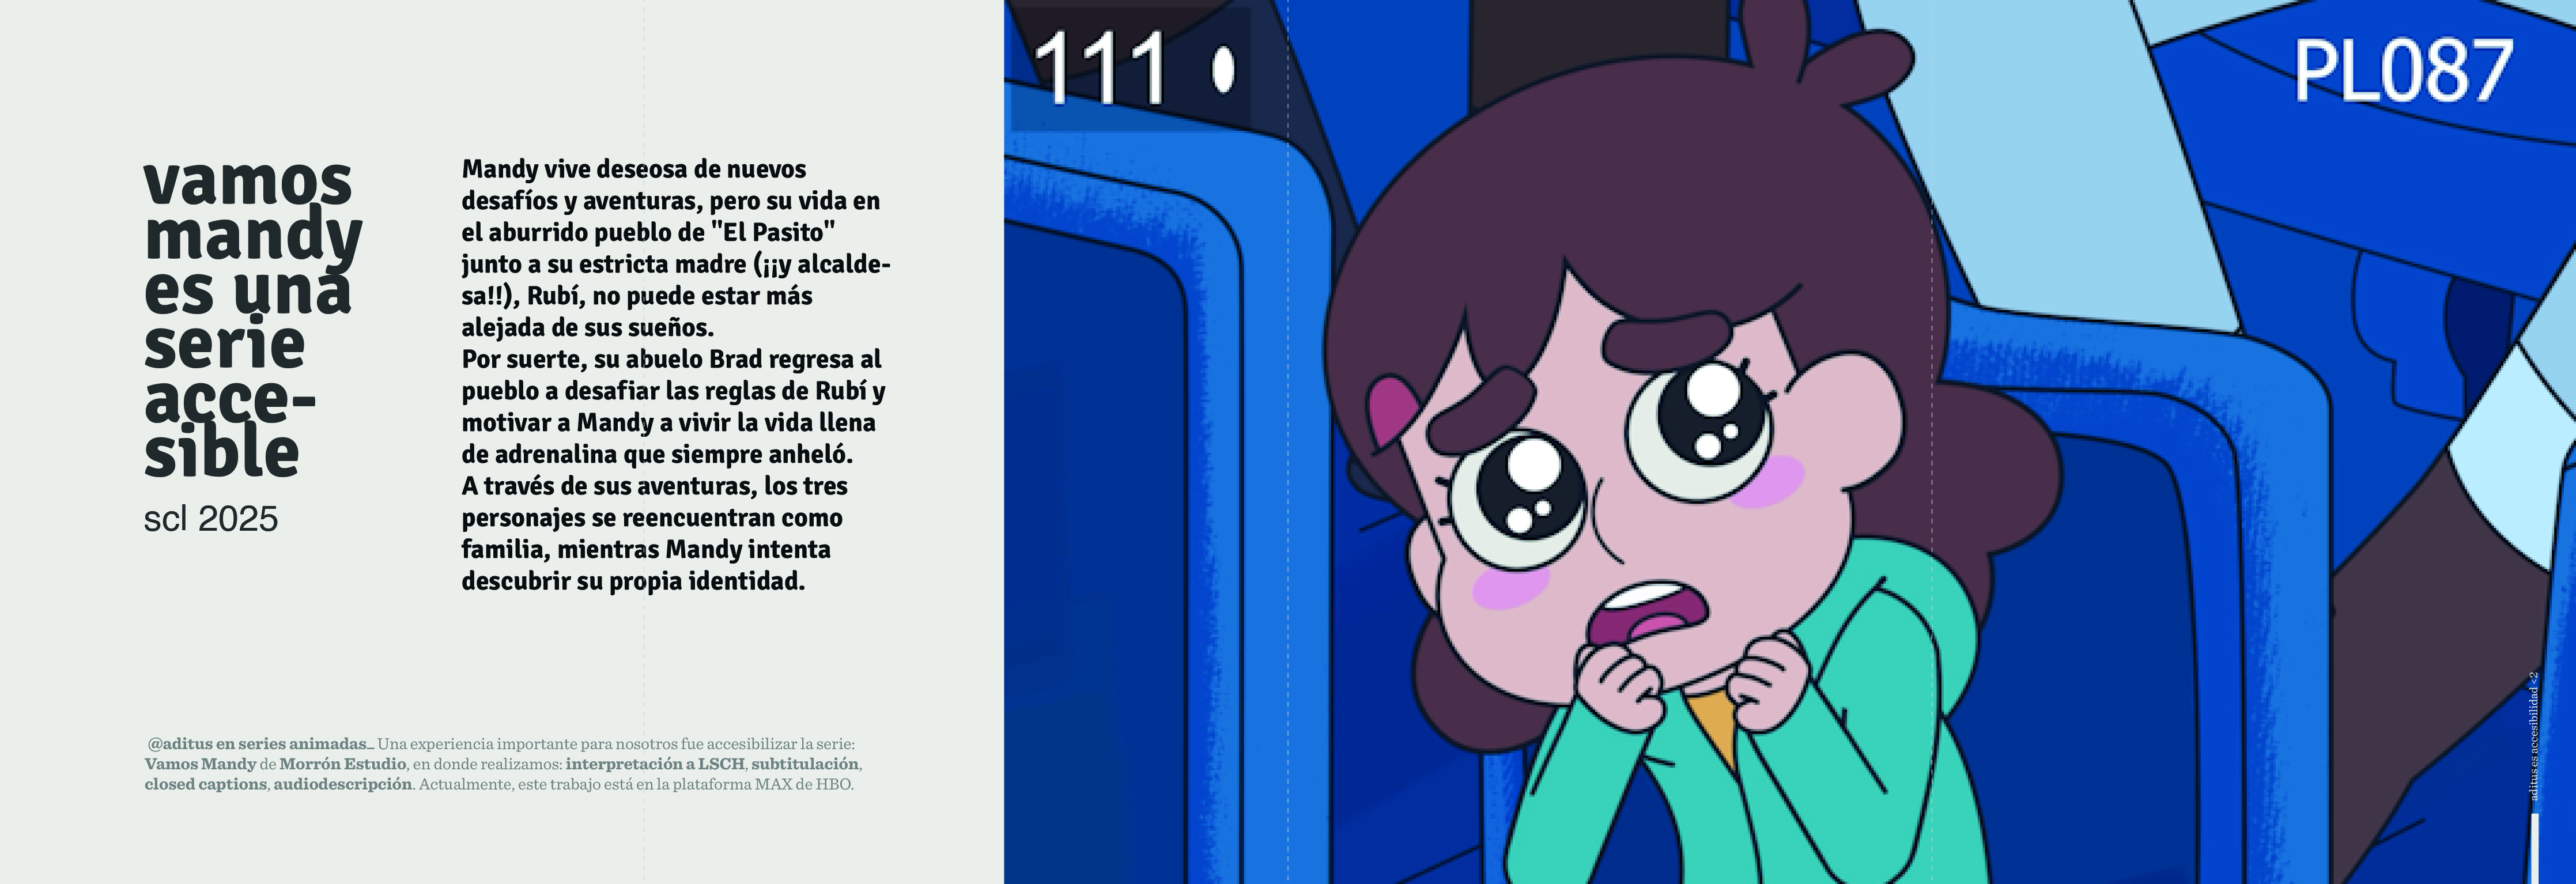 vamos
mandy
es una
serie
acce-
sible
scl 2025
Mandy vive deseosa de nuevos
desafíos y aventuras, pero su vida en
el aburrido pueblo de "El Pasito"
junto a su estricta madre (¡¡y alcalde-
sa!!), Rubí, no puede estar más
alejada de sus sueños.
Por suerte, su abuelo Brad regresa al
pueblo a desafiar las reglas de Rubí y
motivar a Mandy a vivir la vida llena
de adrenalina que siempre anheló.
A través de sus aventuras, los tres
personajes se reencuentran como
familia, mientras Mandy intenta
descubrir su propia identidad.
@aditus en series animadas_ Una experiencia importante para nosotros fue accesibilizar la serie:
Vamos Mandy de Morrón Estudio, en donde realizamos: interpretación a LSCH, subtitulación,
closed captions, audiodescripción. Actualmente, este trabajo está en la plataforma MAX de HBO.
111
PL087
aditus es accesibilidad <2